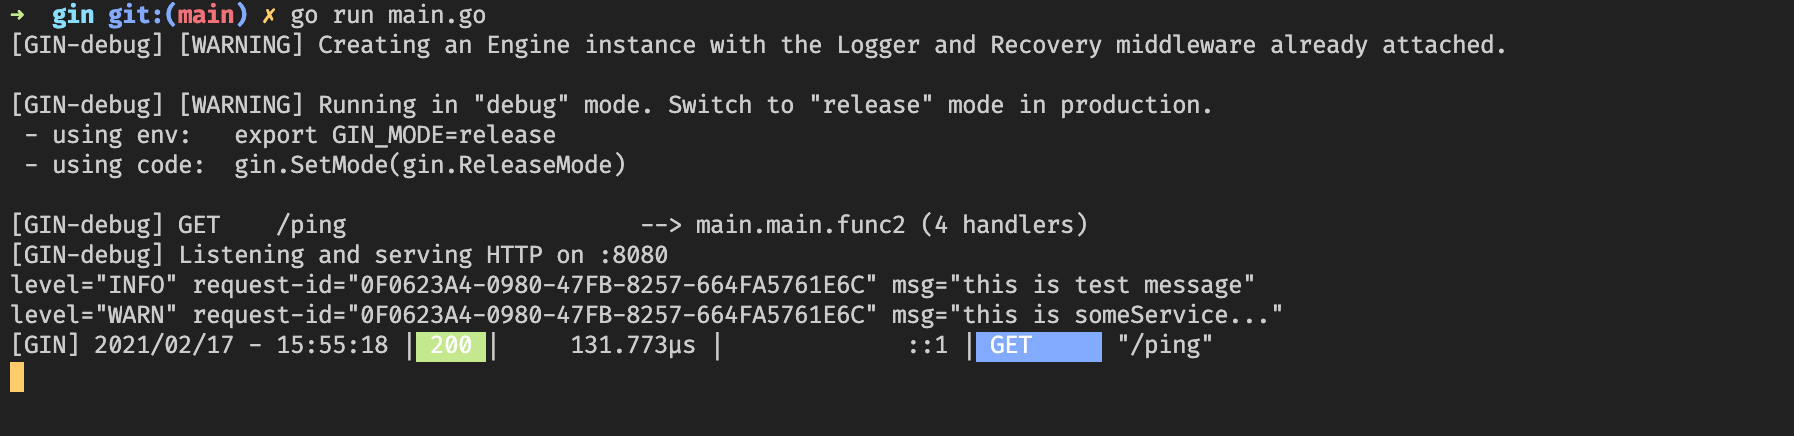 → gin git:(main) ✗ go run main.go
[GIN-debug] [WARNING] Creating an Engine instance with the Logger and Recovery middleware already attached.
[GIN-debug] [WARNING] Running in "debug" mode. Switch to "release" mode in production.
- using env:   export GIN_MODE=release
- using code:  gin.SetMode(gin.ReleaseMode)
[GIN-debug] GET    /ping                     --> main.main.func2 (4 handlers)
[GIN-debug] Listening and serving HTTP on :8080
level="INFO" request-id="0F0623A4-0980-47FB-8257-664FA5761E6C" msg="this is test message"
level="WARN" request-id="0F0623A4-0980-47FB-8257-664FA5761E6C" msg="this is someService..."
[GIN] 2021/02/17 - 15:55:18 | 200 |     131.773µs |             ::1 | GET      "/ping"